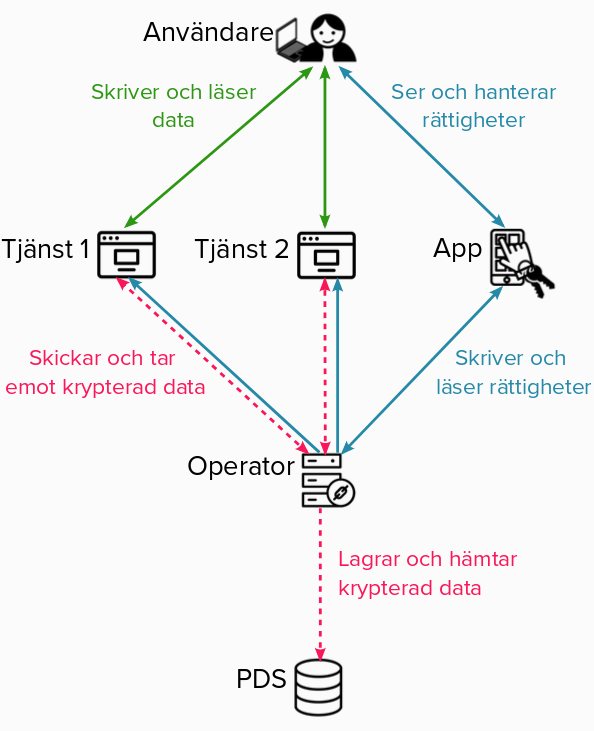 Användare
Skriver och läser
data
Ser och hanterar
rättigheter
Tjänst 1
Tjänst 2
App
Skickar och tar
emot krypterad data
Skriver och
läser rättigheter
Operator
Lagrar och hämtar
krypterad data
PDS